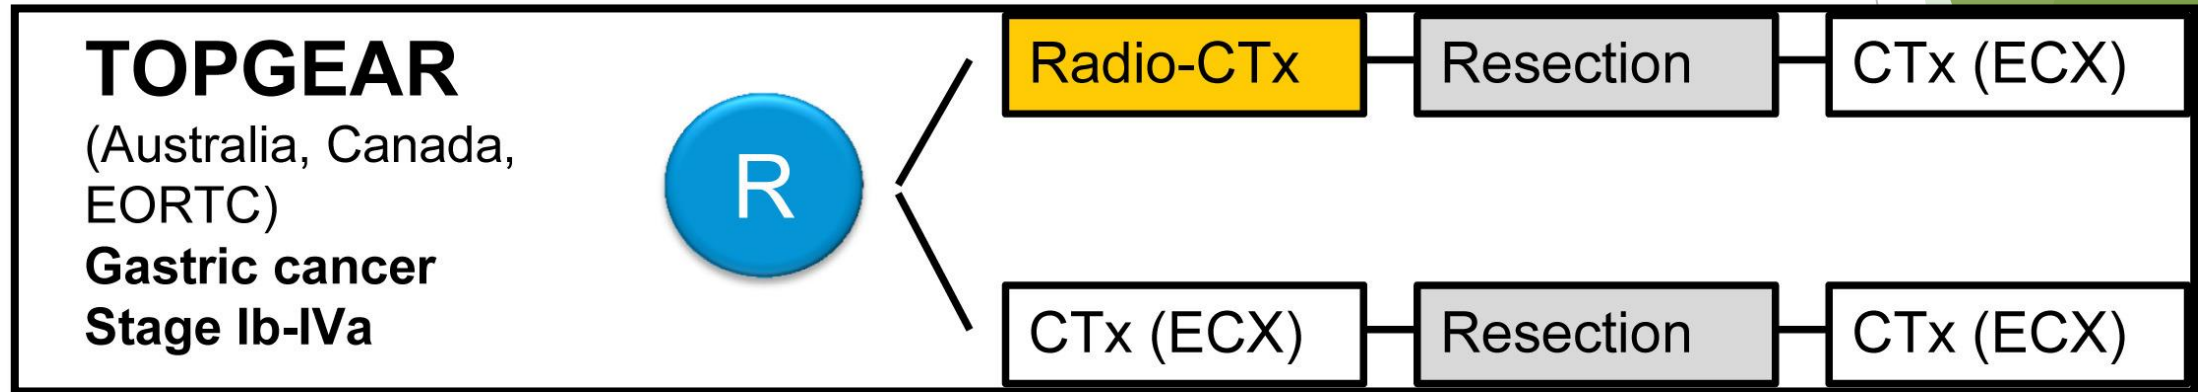 TOPGEAR
(Australia, Canada,
EORTC)
Gastric cancer
Stage Ib-IVa
R
Radio-CTx
Resection
CTx (ECX)
CTx (ECX)
Resection
CTx (ECX)